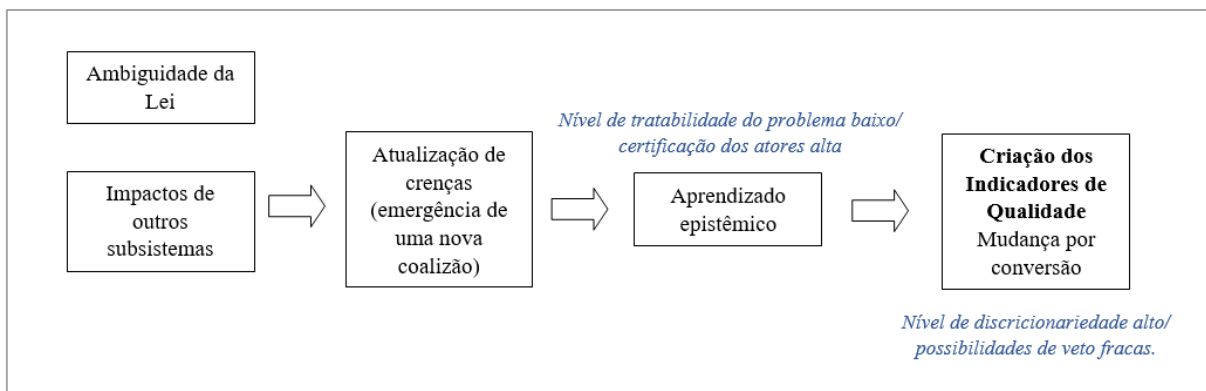 Ambiguidade da
Lei
Impactos de
outros
subsistemas
Atualização de
crenças
(emergência de
uma nova
coalizão)
Nível de tratabilidade do problema baixo/
certificação dos atores alta
Aprendizado
epistêmico
Criação dos
Indicadores de
Qualidade
Mudança por
conversão
Nível de discricionariedade alto/
possibilidades de veto fracas.